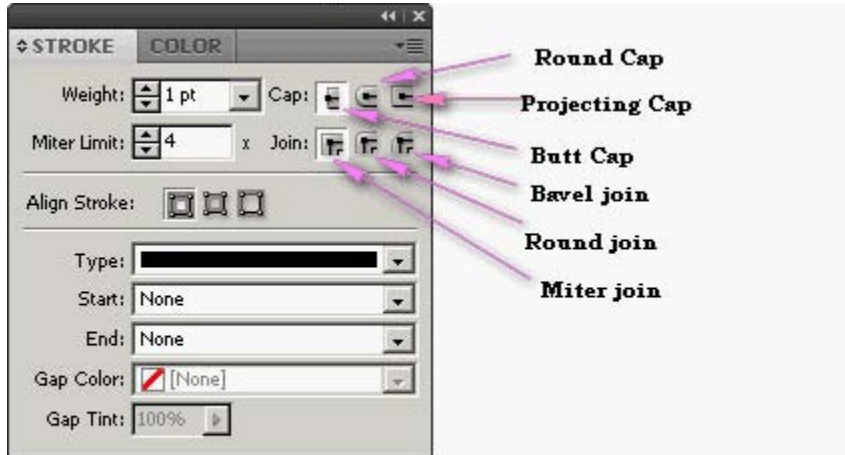 STROKE COLOR
Weight: 1 pt Cap:
Miter Limit: 4 x Join:
Align Stroke:
Type:
Start: None
End: None
Gap Color: [None]
Gap Tint: 100%
Round Cap
Projecting Cap
Butt Cap
Bavel join
Round join
Miter join